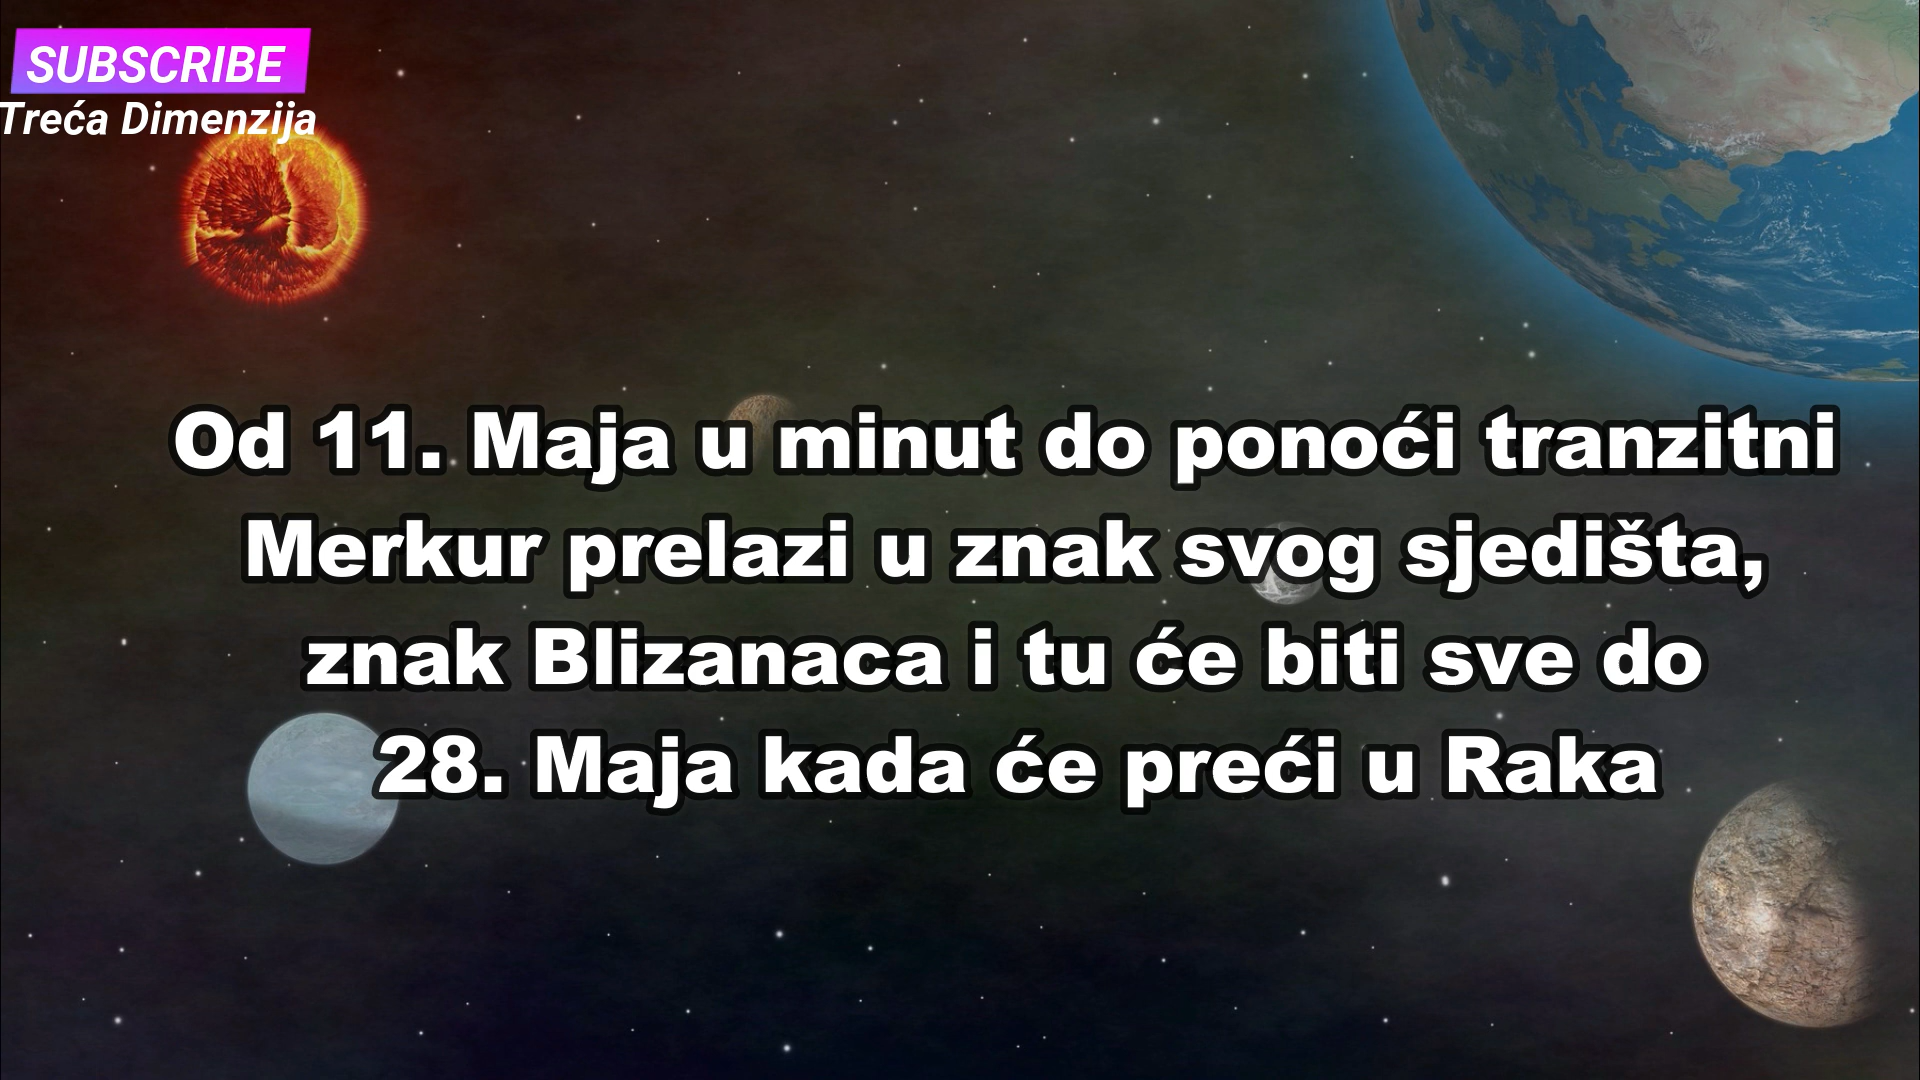 SUBSCRIBE
Treća Dimenzija
Od 11. Maja u minut do ponoći tranzitni
Merkur prelazi u znak svog sjedišta,
znak Blizanaca i tu će biti sve do
28. Maja kada će preći u Raka